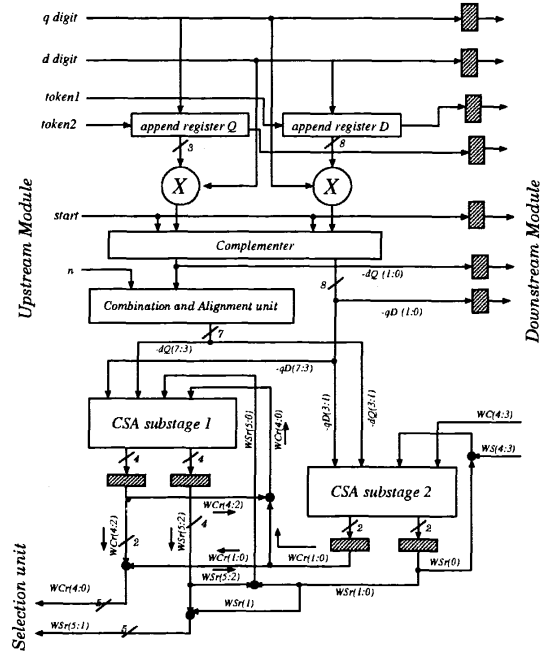 q digit
d digit
token1
token2
append register Q
append register D
3
8
X
X
Upstream Module
Downstream Module
start
Complementer
n
-dQ (1:0)
8
Combination and Alignment unit
-qD (1:0)
7
-dQ(7:3)
-qD(7:3)
CSA substage 1
WSr(5:0)
WCr(4:0)
-qD(3:1)
-dQ(3:1)
WC(4:3)
WS(4:3)
4
4
CSA substage 2
WCr(4:2)
2
WSr(5:2)
4
WCr(4:2)
2
2
WCr(1:0)
WCr(1:0)
WSr(0)
WSr(5:2)
WSr(1:0)
WCr(4:0)
5
WSr(1)
WSr(5:1)
5
Selection unit